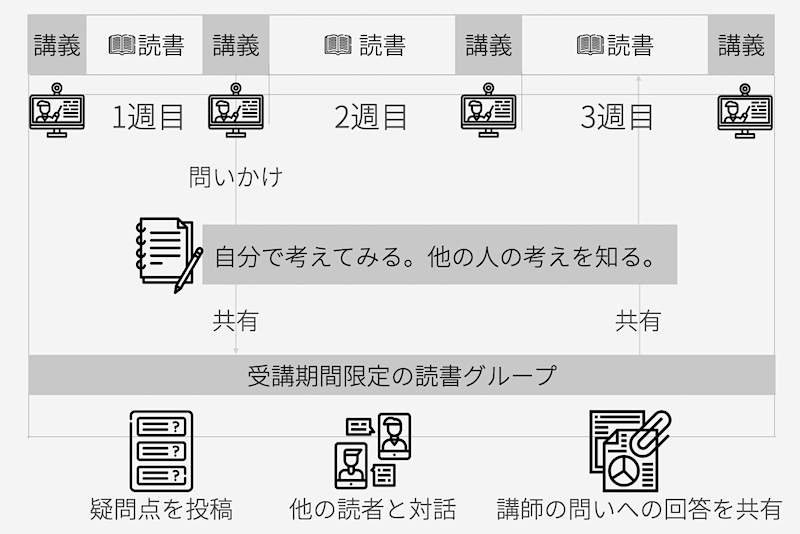 講義 読書 講義 読書 講義 読書 講義
1週目 2週目 3週目
問いかけ
自分で考えてみる。他の人の考えを知る。
共有 共有
受講期間限定の読書グループ
? ? ?
疑問点を投稿 他の読者と対話 講師の問いへの回答を共有